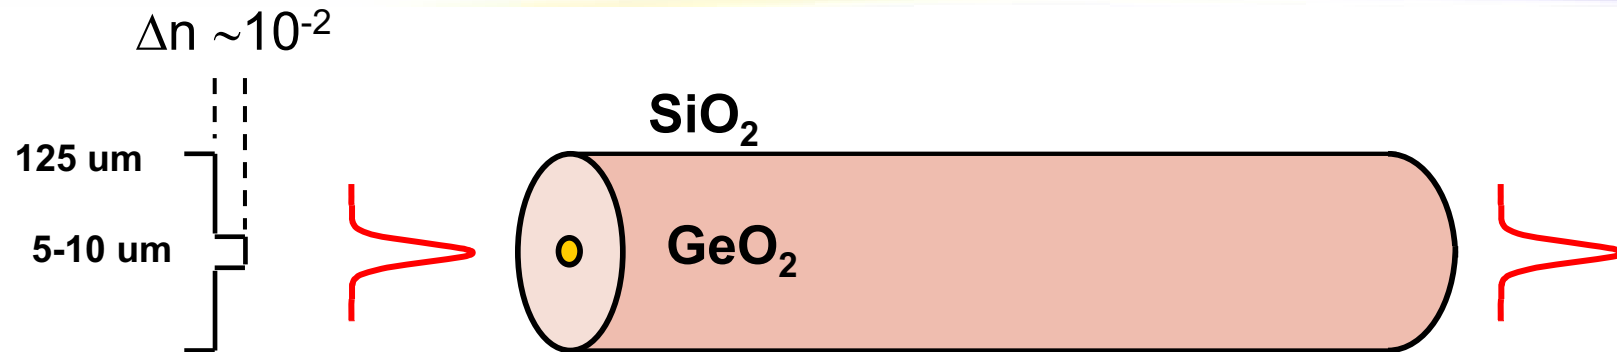 Δn ~10⁻²
SiO₂
125 um
5-10 um
GeO₂